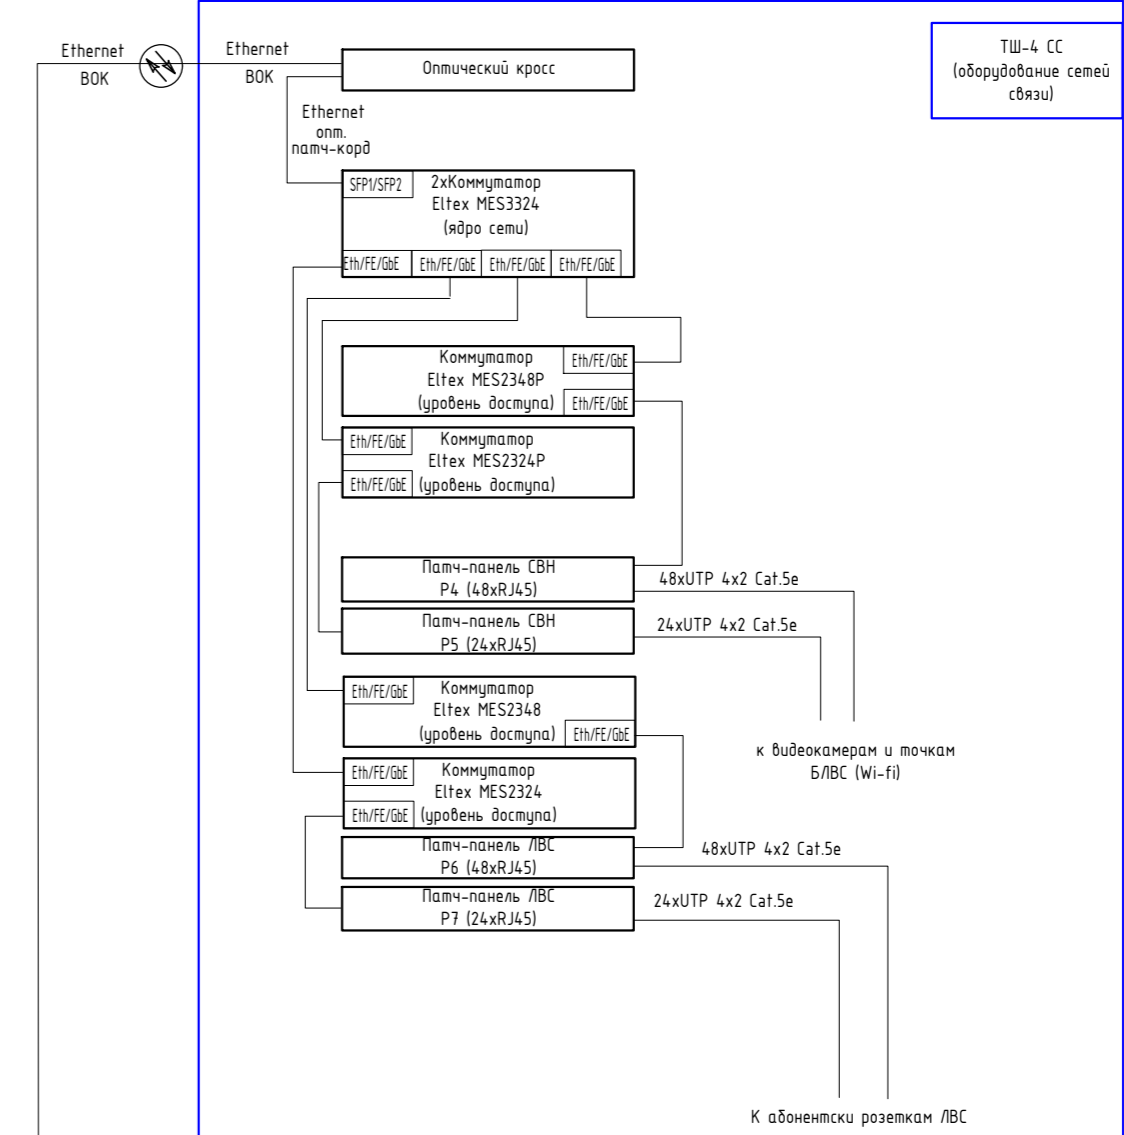 Ethernet
ВОК
Ethernet
ВОК
Оптический кросс
ТШ-4 СС
(оборудование сетей
связи)
Ethernet
опт.
патч-корд
SFP1/SFP2
2xКоммутатор
Eltex MES3324
(ядро сети)
Eth/FE/GbE
Eth/FE/GbE
Eth/FE/GbE
Eth/FE/GbE
Коммутатор
Eltex MES2348P
(уровень доступа)
Eth/FE/GbE
Eth/FE/GbE
Eth/FE/GbE
Коммутатор
Eltex MES2324P
Eth/FE/GbE
(уровень доступа)
Патч-панель СВН
P4 (48xRJ45)
48xUTP 4x2 Cat.5e
Патч-панель СВН
P5 (24xRJ45)
24xUTP 4x2 Cat.5e
Eth/FE/GbE
Коммутатор
Eltex MES2348
(уровень доступа)
Eth/FE/GbE
к видеокамерам и точкам
БЛВС (Wi-fi)
Eth/FE/GbE
Коммутатор
Eltex MES2324
Eth/FE/GbE
(уровень доступа)
Патч-панель ЛВС
P6 (48xRJ45)
48xUTP 4x2 Cat.5e
Патч-панель ЛВС
P7 (24xRJ45)
24xUTP 4x2 Cat.5e
К абонентски розеткам ЛВС